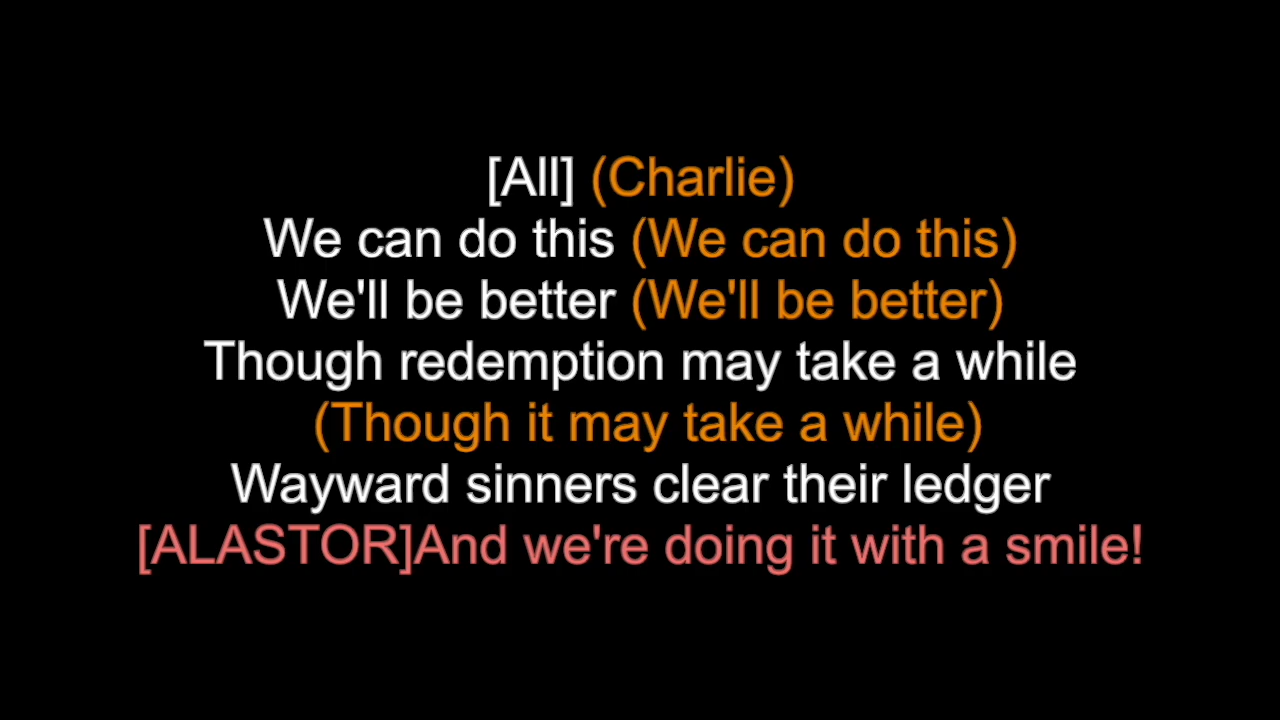 [All] (Charlie)
We can do this (We can do this)
We'll be better (We'll be better)
Though redemption may take a while
(Though it may take a while)
Wayward sinners clear their ledger
[ALASTOR]And we're doing it with a smile!